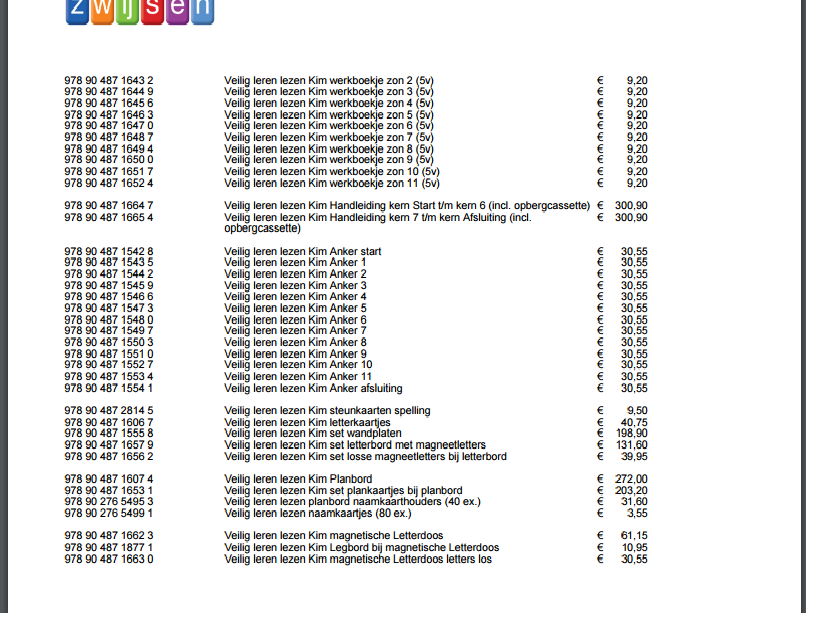 zwijsen
978 90 487 1643 2 Veilig leren lezen Kim werkboekje zon 2 (5v) € 9,20
978 90 487 1644 9 Veilig leren lezen Kim werkboekje zon 3 (5v) € 9,20
978 90 487 1645 6 Veilig leren lezen Kim werkboekje zon 4 (5v) € 9,20
978 90 487 1646 3 Veilig leren lezen Kim werkboekje zon 5 (5v) € 9,20
978 90 487 1647 0 Veilig leren lezen Kim werkboekje zon 6 (5v) € 9,20
978 90 487 1648 7 Veilig leren lezen Kim werkboekje zon 7 (5v) € 9,20
978 90 487 1649 4 Veilig leren lezen Kim werkboekje zon 8 (5v) € 9,20
978 90 487 1650 0 Veilig leren lezen Kim werkboekje zon 9 (5v) € 9,20
978 90 487 1651 7 Veilig leren lezen Kim werkboekje zon 10 (5v) € 9,20
978 90 487 1652 4 Veilig leren lezen Kim werkboekje zon 11 (5v) € 9,20
978 90 487 1664 7 Veilig leren lezen Kim Handleiding kern Start t/m kern 6 (incl. opbergcassette) € 300,90
978 90 487 1665 4 Veilig leren lezen Kim Handleiding kern 7 t/m kern Afsluiting (incl. € 300,90
opbergcassette)
978 90 487 1542 8 Veilig leren lezen Kim Anker start € 30,55
978 90 487 1543 5 Veilig leren lezen Kim Anker 1 € 30,55
978 90 487 1544 2 Veilig leren lezen Kim Anker 2 € 30,55
978 90 487 1545 9 Veilig leren lezen Kim Anker 3 € 30,55
978 90 487 1546 6 Veilig leren lezen Kim Anker 4 € 30,55
978 90 487 1547 3 Veilig leren lezen Kim Anker 5 € 30,55
978 90 487 1548 0 Veilig leren lezen Kim Anker 6 € 30,55
978 90 487 1549 7 Veilig leren lezen Kim Anker 7 € 30,55
978 90 487 1550 3 Veilig leren lezen Kim Anker 8 € 30,55
978 90 487 1551 0 Veilig leren lezen Kim Anker 9 € 30,55
978 90 487 1552 7 Veilig leren lezen Kim Anker 10 € 30,55
978 90 487 1553 4 Veilig leren lezen Kim Anker 11 € 30,55
978 90 487 1554 1 Veilig leren lezen Kim Anker afsluiting € 30,55
978 90 487 2814 5 Veilig leren lezen Kim steunkaarten spelling € 9,50
978 90 487 1606 7 Veilig leren lezen Kim letterkaartjes € 40,75
978 90 487 1555 8 Veilig leren lezen Kim set wandplaten € 198,90
978 90 487 1657 9 Veilig leren lezen Kim set letterbord met magneetletters € 131,60
978 90 487 1656 2 Veilig leren lezen Kim set losse magneetletters bij letterbord € 39,95
978 90 487 1607 4 Veilig leren lezen Kim Planbord € 272,00
978 90 487 1653 1 Veilig leren lezen Kim set plankaartjes bij planbord € 203,20
978 90 276 5495 3 Veilig leren lezen planbord naamkaarthouders (40 ex.) € 31,60
978 90 276 5499 1 Veilig leren lezen naamkaartjes (80 ex.) € 3,55
978 90 487 1662 3 Veilig leren lezen Kim magnetische Letterdoos € 61,15
978 90 487 1877 1 Veilig leren lezen Kim Legbord bij magnetische Letterdoos € 10,95
978 90 487 1663 0 Veilig leren lezen Kim magnetische Letterdoos letters los € 30,55